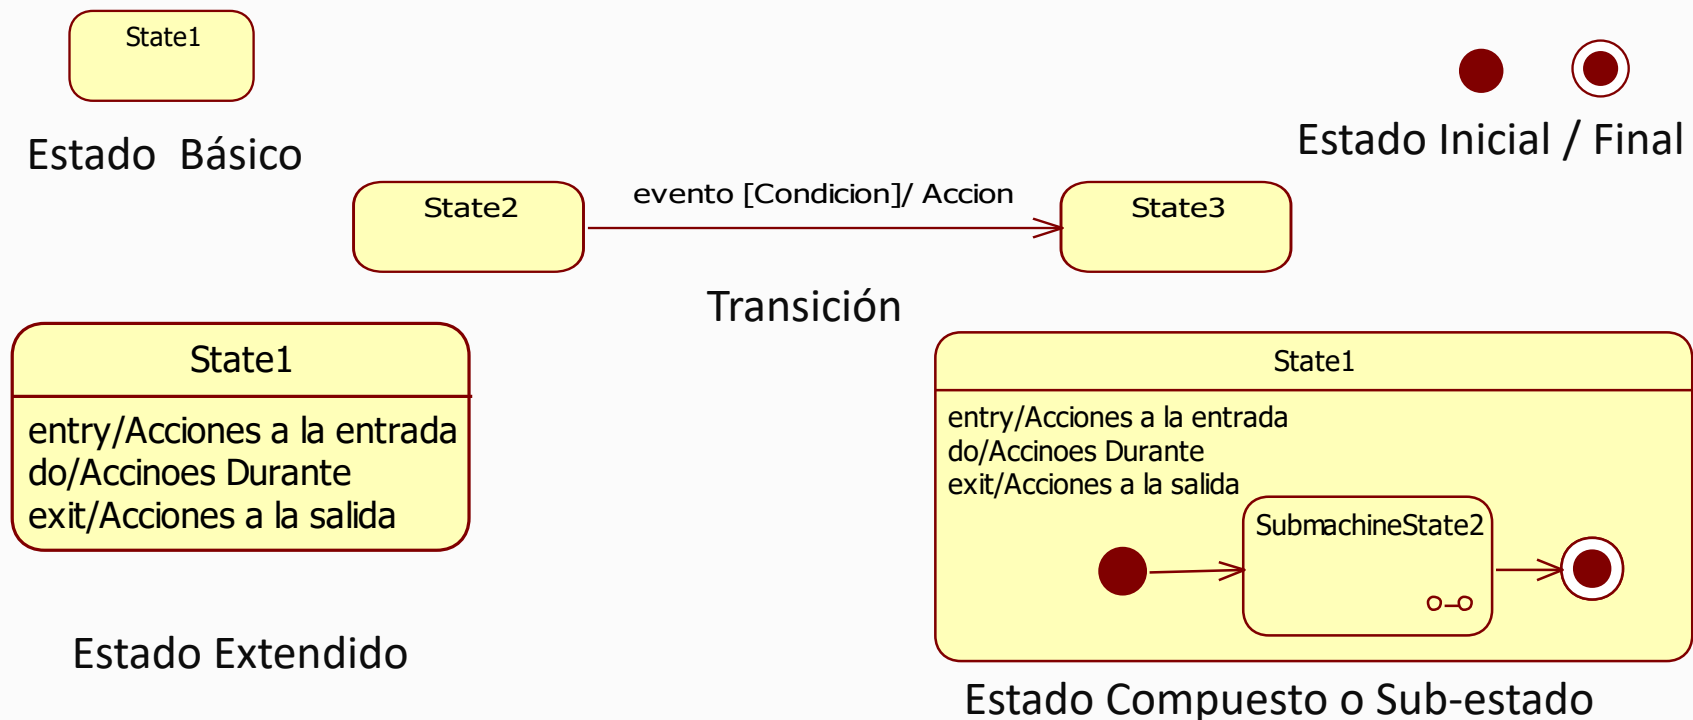 State1
Estado Básico
Estado Inicial / Final
State2
evento [Condicion]/ Accion
State3
Transición
State1
entry/Acciones a la entrada
do/Accinoes Durante
exit/Acciones a la salida
Estado Extendido
State1
entry/Acciones a la entrada
do/Accinoes Durante
exit/Acciones a la salida
SubmachineState2
Estado Compuesto o Sub-estado